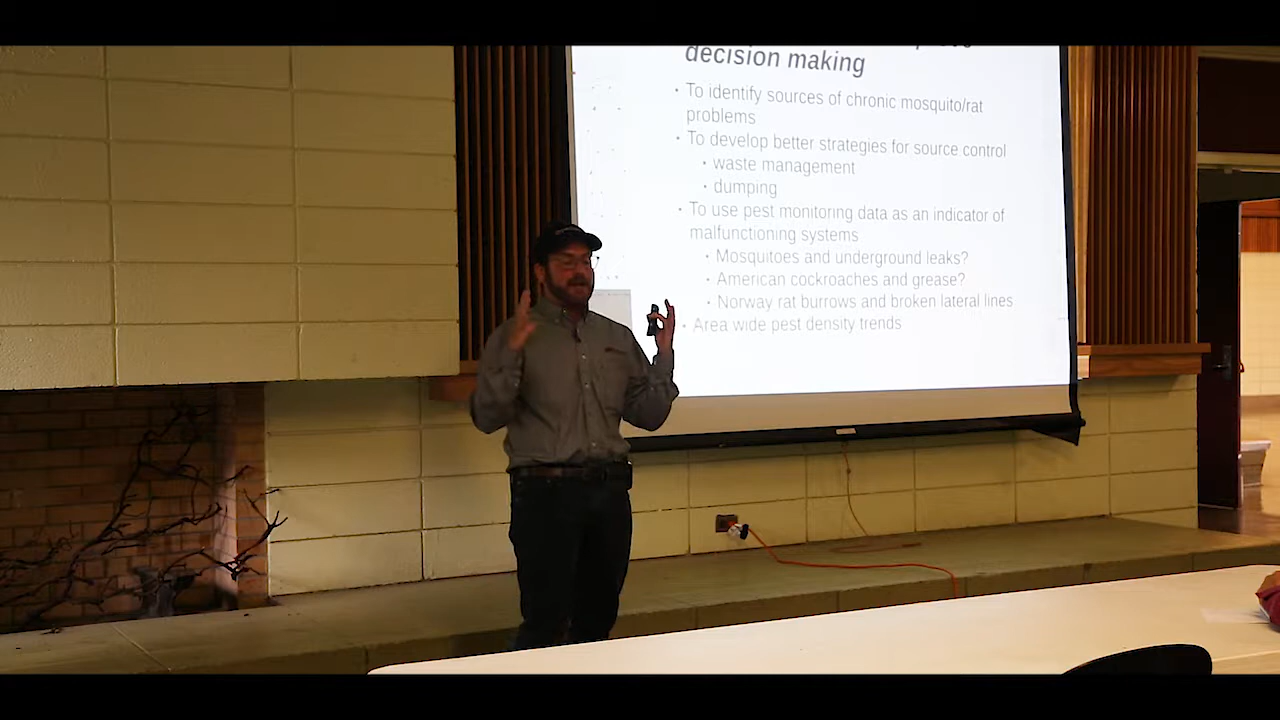 decision making
• To identify sources of chronic mosquito/rat
problems
• To develop better strategies for source control
• waste management
• dumping
• To use pest monitoring data as an indicator of
malfunctioning systems
• Mosquitoes and underground leaks?
• American cockroaches and grease?
• Norway rat burrows and broken lateral lines
• Area wide pest density trends